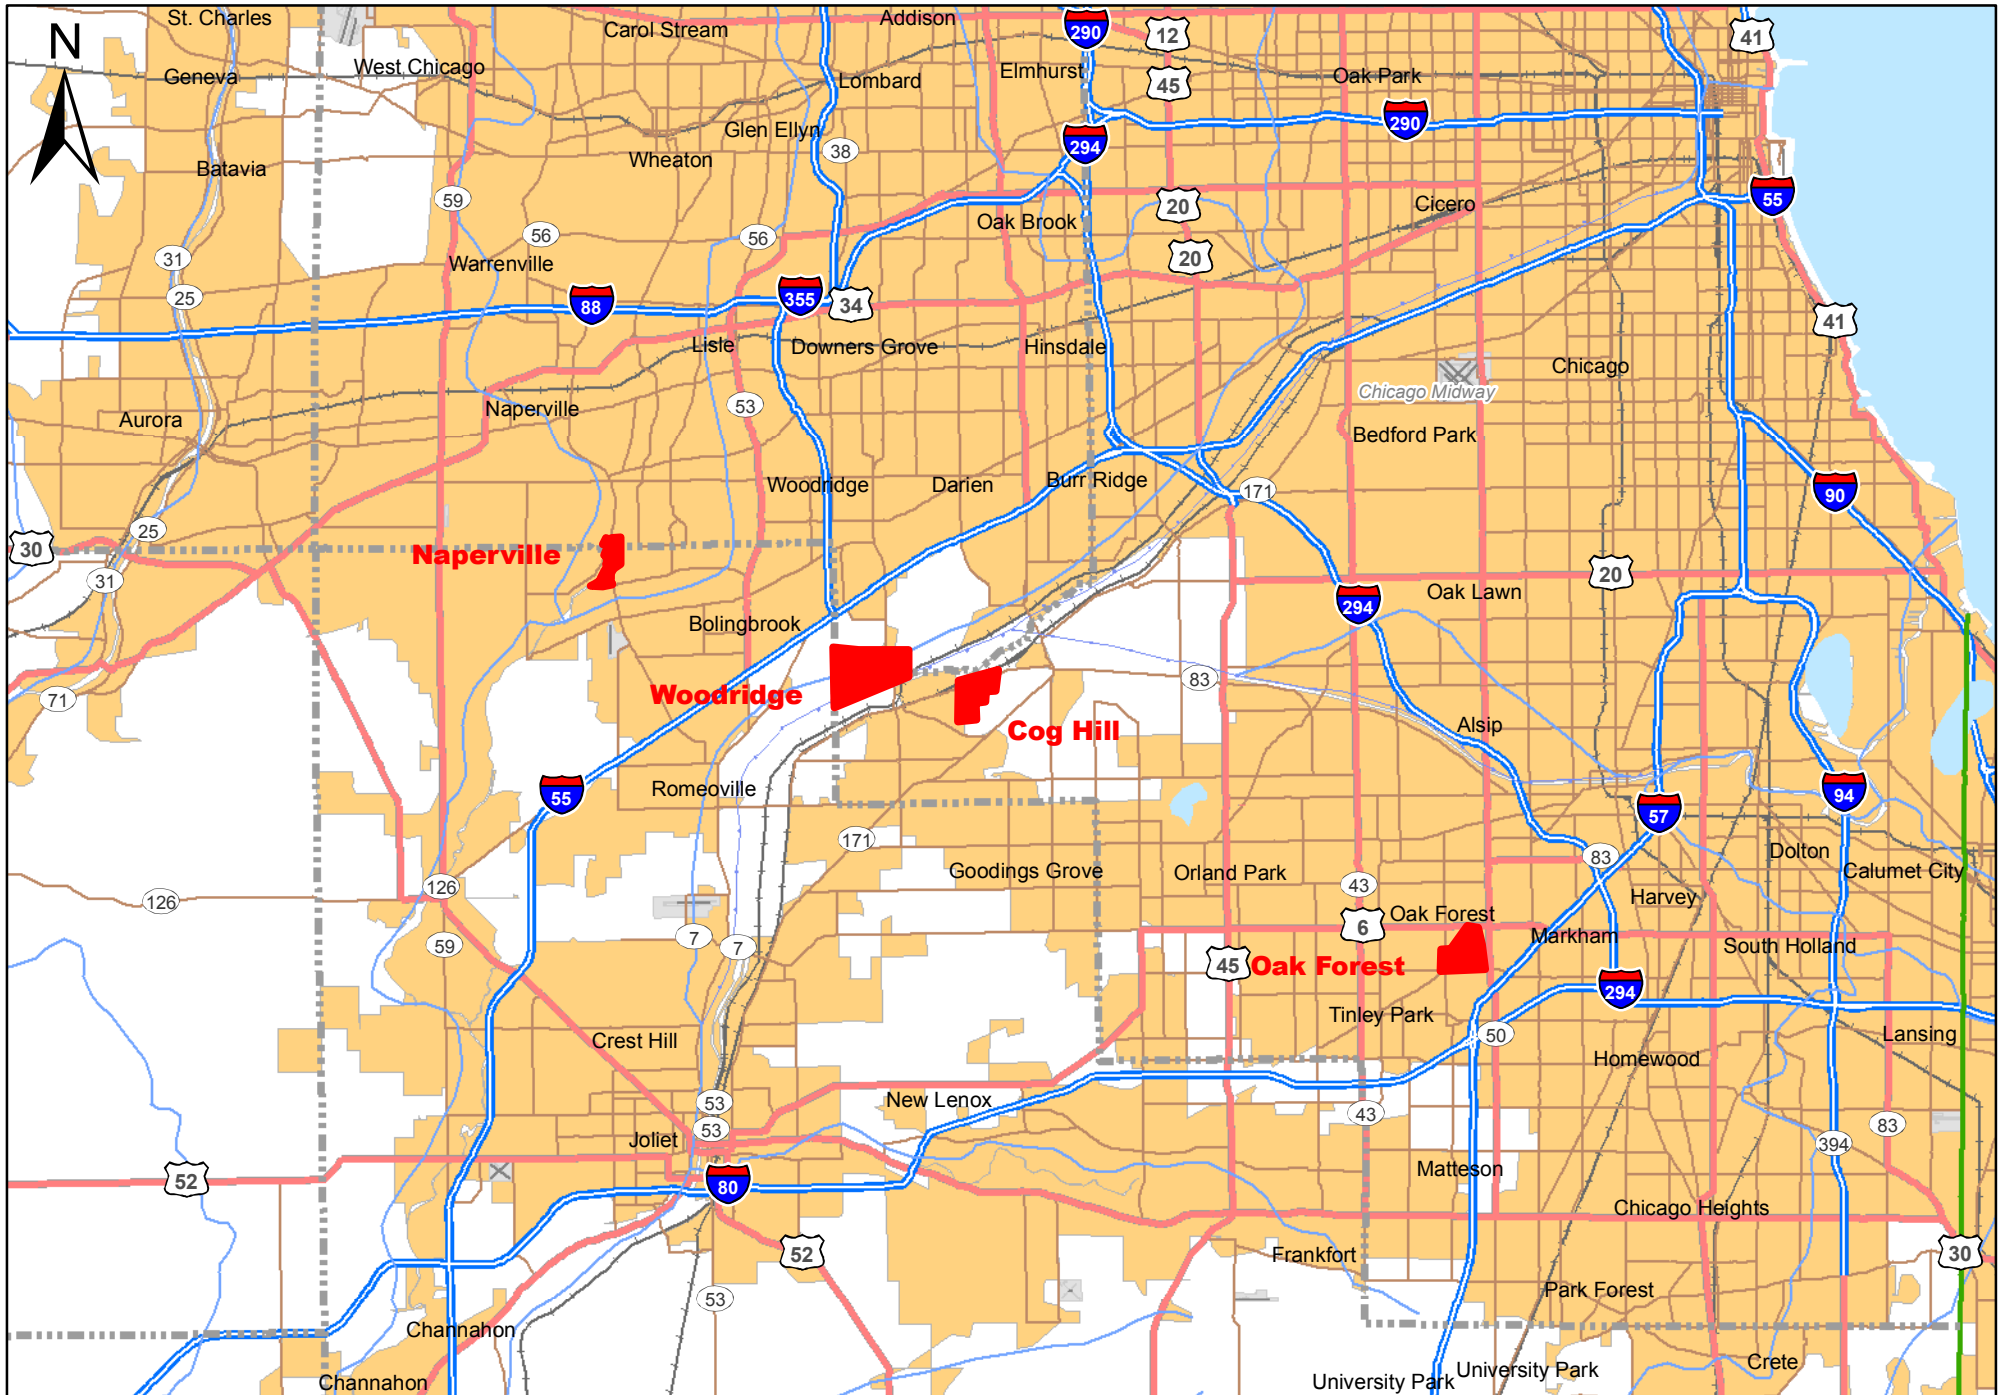 St. Charles
Addison
Carol Stream
290
12
41
N
West Chicago
Geneva
Lombard
Elmhurst
45
Oak Park
Glen Ellyn
38
294
290
Wheaton
Batavia
59
20
Cicero
55
Oak Brook
56
56
31
Warrenville
20
25
88
355
34
41
Lisle
Downers Grove
Hinsdale
Chicago
Chicago Midway
Naperville
53
Aurora
Bedford Park
Woodridge
Darien
Burr Ridge
171
90
25
30
Naperville
31
20
Oak Lawn
294
Bolingbrook
83
71
Woodridge
Cog Hill
Alsip
Romeoville
55
94
57
171
Dolton
83
Goodings Grove
Orland Park
Calumet City
126
43
126
Harvey
Oak Forest
6
7
Markham
59
7
South Holland
45
Oak Forest
294
Tinley Park
50
Lansing
Crest Hill
Homewood
New Lenox
53
43
83
53
Joliet
394
Matteson
52
80
Chicago Heights
52
Frankfort
30
Park Forest
53
Channahon
Crete
University Park
Channahon
University Park